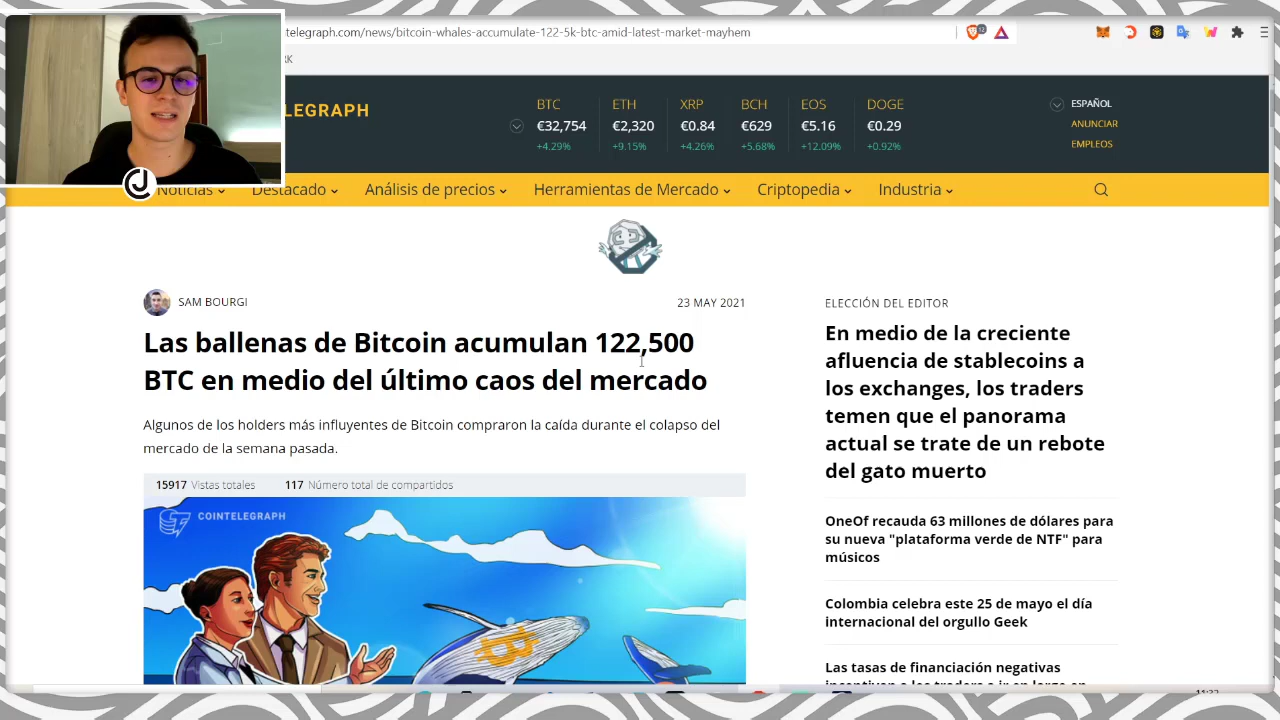 telegraph.com/news/bitcoin-whales-accumulate-122-5k-btc-amid-latest-market-mayhem
RK
LEGRAPH
BTC ETH XRP BCH EOS DOGE
€32,754 €2,320 €0.84 €629 €5.16 €0.29
+4.29% +9.15% +4.26% +5.68% +12.09% +0.92%
ESPAÑOL
ANUNCIAR
EMPLEOS
Noticias Destacado Análisis de precios Herramientas de Mercado Criptopedia Industria
SAM BOURGI
23 MAY 2021
Las ballenas de Bitcoin acumulan 122,500
BTC en medio del último caos del mercado
Algunos de los holders más influyentes de Bitcoin compraron la caída durante el colapso del
mercado de la semana pasada.
15917 Vistas totales 117 Número total de compartidos
COINTELEGRAPH
ELECCIÓN DEL EDITOR
En medio de la creciente
afluencia de stablecoins a
los exchanges, los traders
temen que el panorama
actual se trate de un rebote
del gato muerto
OneOf recauda 63 millones de dólares para
su nueva "plataforma verde de NTF" para
músicos
Colombia celebra este 25 de mayo el día
internacional del orgullo Geek
Las tasas de financiación negativas